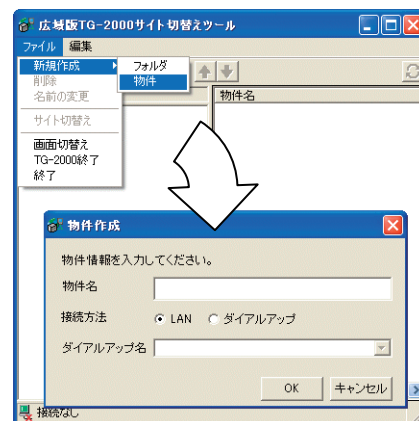 広域版TG-2000サイト切替えツール
ファイル 編集
新規作成 フォルダ
削除 物件
名前の変更 物件名
サイト切替え
画面切替え
TG-2000終了
終了
物件作成
物件情報を入力してください。
物件名
接続方法 LAN ダイアルアップ
ダイアルアップ名
OK キャンセル
接続なし